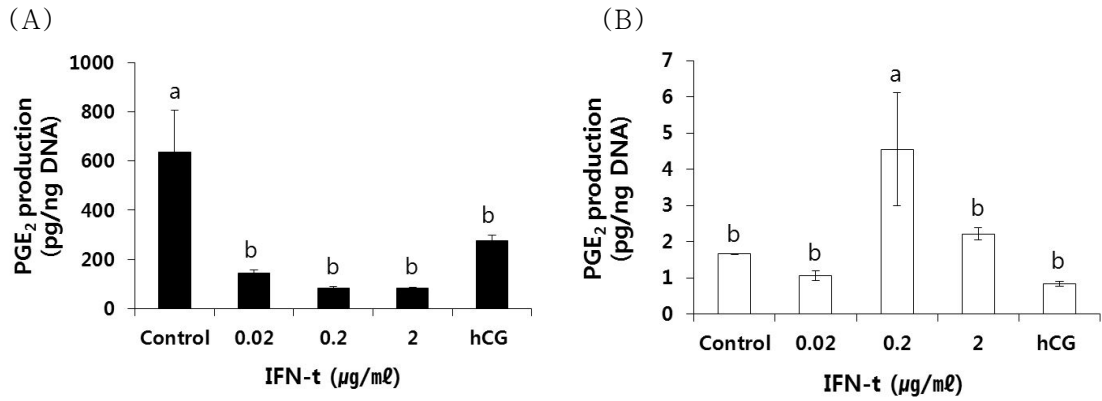 (A)
PGE₂ production
(pg/ng DNA)
1000
800
600
400
200
0
a
b
b
b
b
Control 0.02 0.2 2 hCG
IFN-t (μg/mℓ)
(B)
PGE₂ production
(pg/ng DNA)
7
6
5
4
3
2
1
0
b
b
a
b
b
Control 0.02 0.2 2 hCG
IFN-t (μg/mℓ)